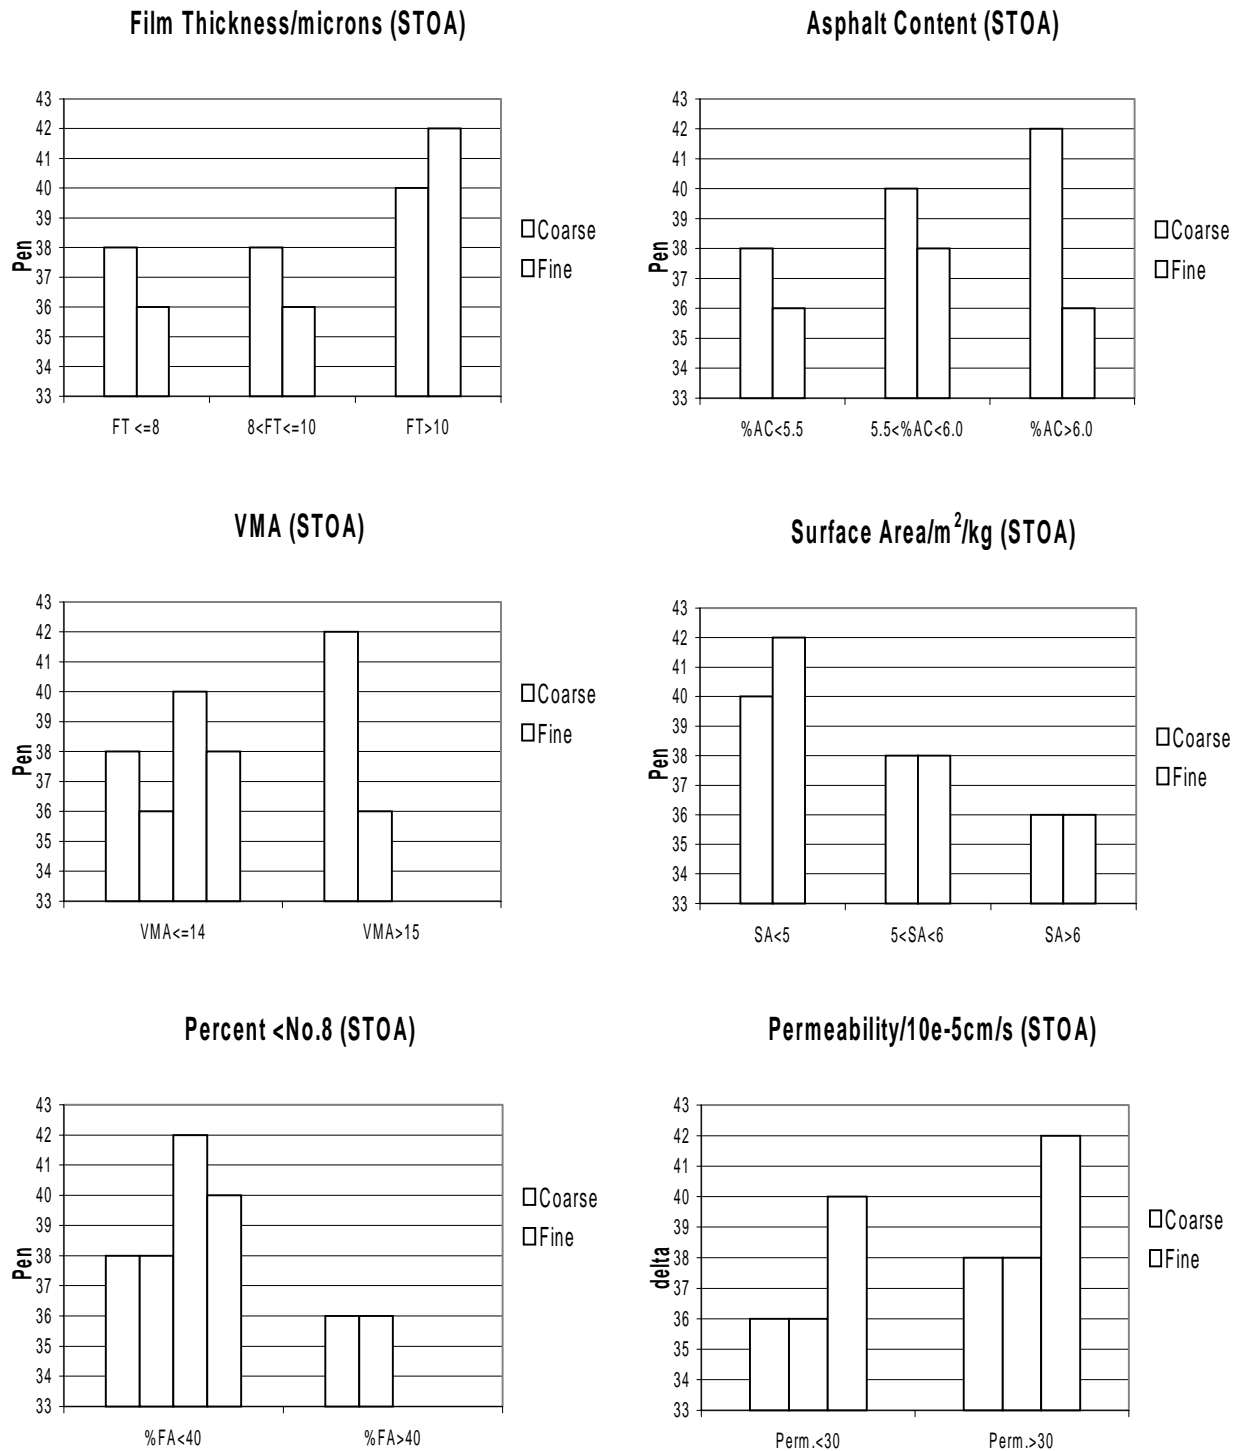 Film Thickness/microns (STOA)
43
42
41
40
39
38
37
36
35
34
33
Pen
FT <=8
8<FT<=10
FT>10
Coarse
Fine
Asphalt Content (STOA)
43
42
41
40
39
38
37
36
35
34
33
Pen
%AC<5.5
5.5<%AC<6.0
%AC>6.0
Coarse
Fine
VMA (STOA)
43
42
41
40
39
38
37
36
35
34
33
Pen
VMA<=14
VMA>15
Coarse
Fine
Surface Area/m²/kg (STOA)
43
42
41
40
39
38
37
36
35
34
33
Pen
SA<5
5<SA<6
SA>6
Coarse
Fine
Percent <No.8 (STOA)
43
42
41
40
39
38
37
36
35
34
33
Pen
%FA<40
%FA>40
Coarse
Fine
Permeability/10e-5cm/s (STOA)
43
42
41
40
39
38
37
36
35
34
33
delta
Perm.<30
Perm.>30
Coarse
Fine